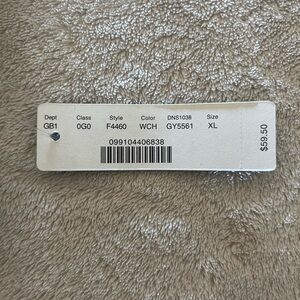 Dept Class Style Color DNS1038 Size
GB1 0G0 F4460 WCH GY5561 XL
099104406838
$59.50